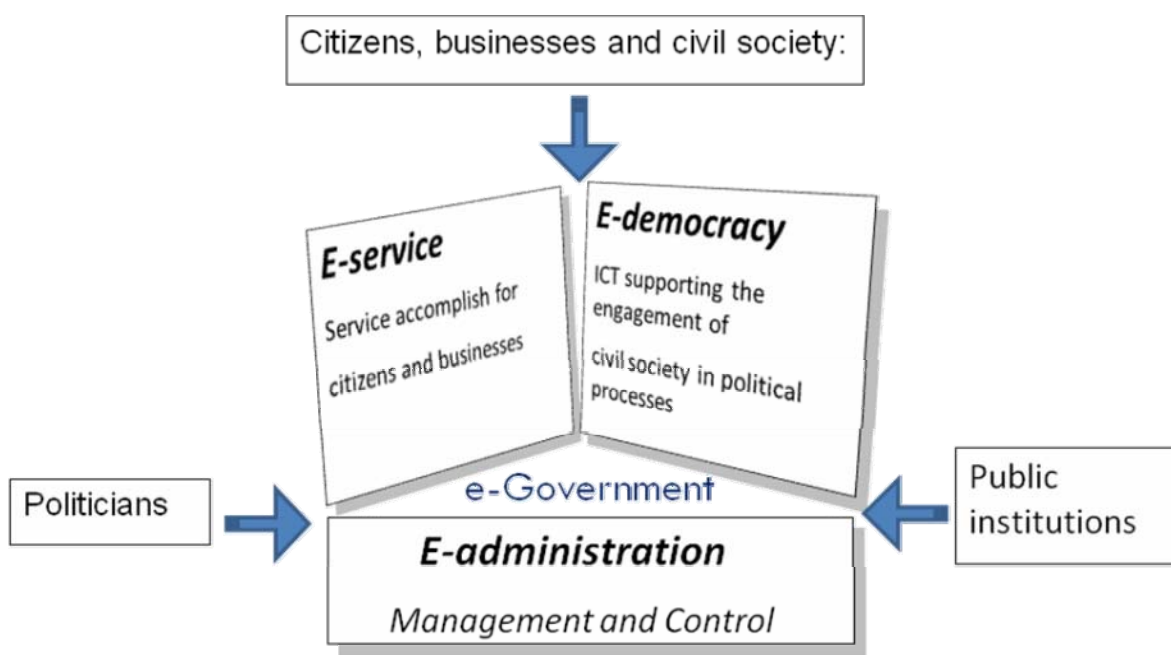 Citizens, businesses and civil society:
E-service
Service accomplish for
citizens and businesses
E-democracy
ICT supporting the
engagement of
civil society in political
processes
Politicians
e-Government
Public
institutions
E-administration
Management and Control